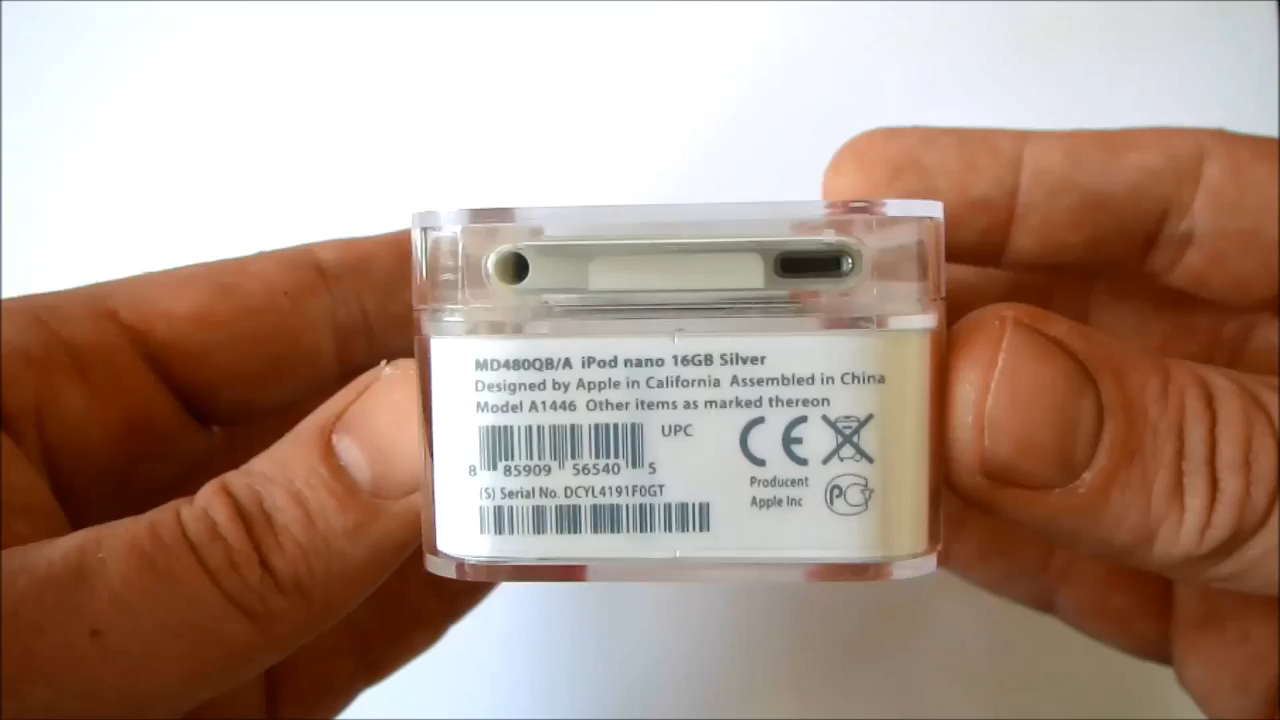 MD480QB/A iPod nano 16GB Silver
Designed by Apple in California Assembled in China
Model A1446 Other items as marked thereon
UPC
8 85909 56540 5
(S) Serial No. DCYL4191F0GT
CE
Producent
Apple Inc